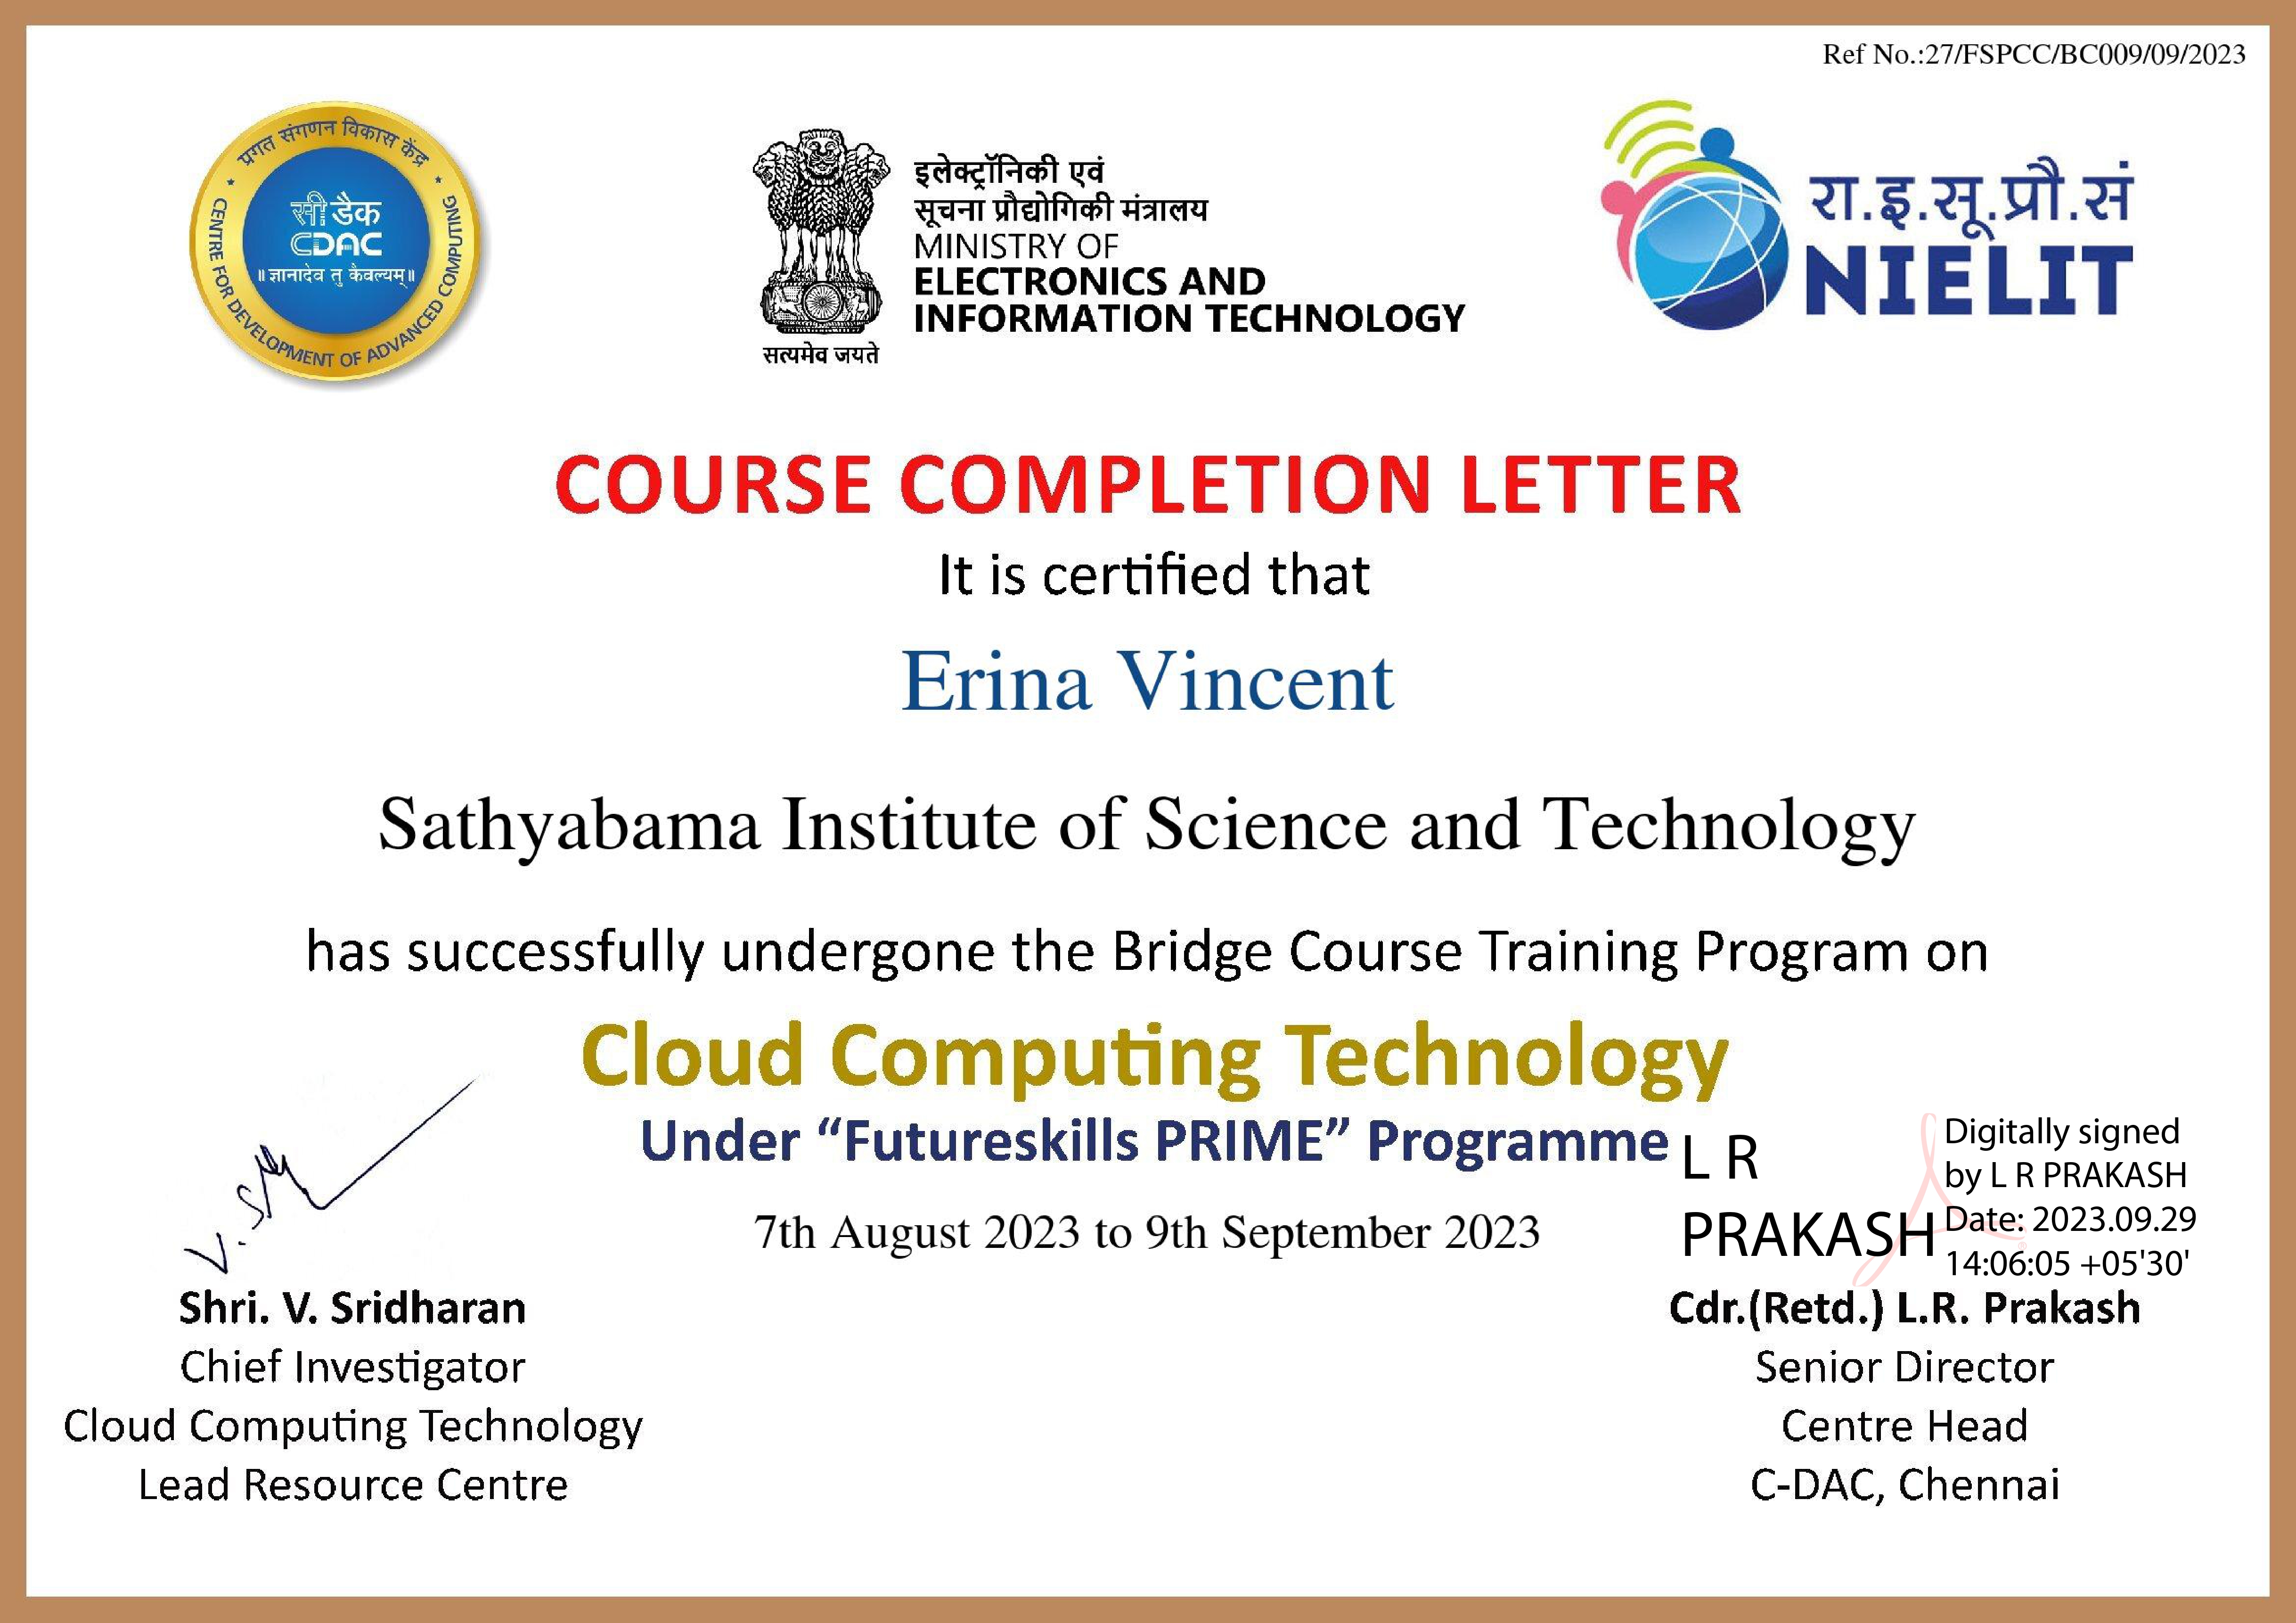 Ref No.:27/FSPCC/BC009/09/2023
प्रगत संगणन विकास केंद्र
सी डैक
CDAC
॥ ज्ञानादेव तु कैवल्यम् ॥
CENTRE FOR DEVELOPMENT OF ADVANCED COMPUTING
सत्यमेव जयते
इलेक्ट्रॉनिकी एवं
सूचना प्रौद्योगिकी मंत्रालय
MINISTRY OF
ELECTRONICS AND
INFORMATION TECHNOLOGY
रा.इ.सू.प्रौ.सं
NIELIT
COURSE COMPLETION LETTER
It is certified that
Erina Vincent
Sathyabama Institute of Science and Technology
has successfully undergone the Bridge Course Training Program on
Cloud Computing Technology
Under “Futureskills PRIME” Programme
7th August 2023 to 9th September 2023
Shri. V. Sridharan
Chief Investigator
Cloud Computing Technology
Lead Resource Centre
L R
PRAKASH
Digitally signed
by L R PRAKASH
Date: 2023.09.29
14:06:05 +05'30'
Cdr.(Retd.) L.R. Prakash
Senior Director
Centre Head
C-DAC, Chennai